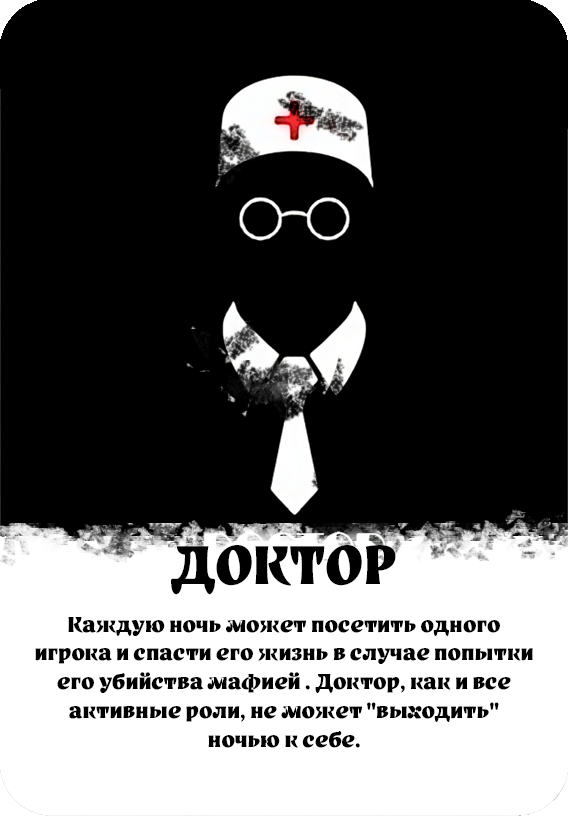 ДОКТОР
Каждую ночь может посетить одного
игрока и спасти его жизнь в случае попытки
его убийства мафией . Доктор, как и все
активные роли, не может "выходить"
ночью к себе.